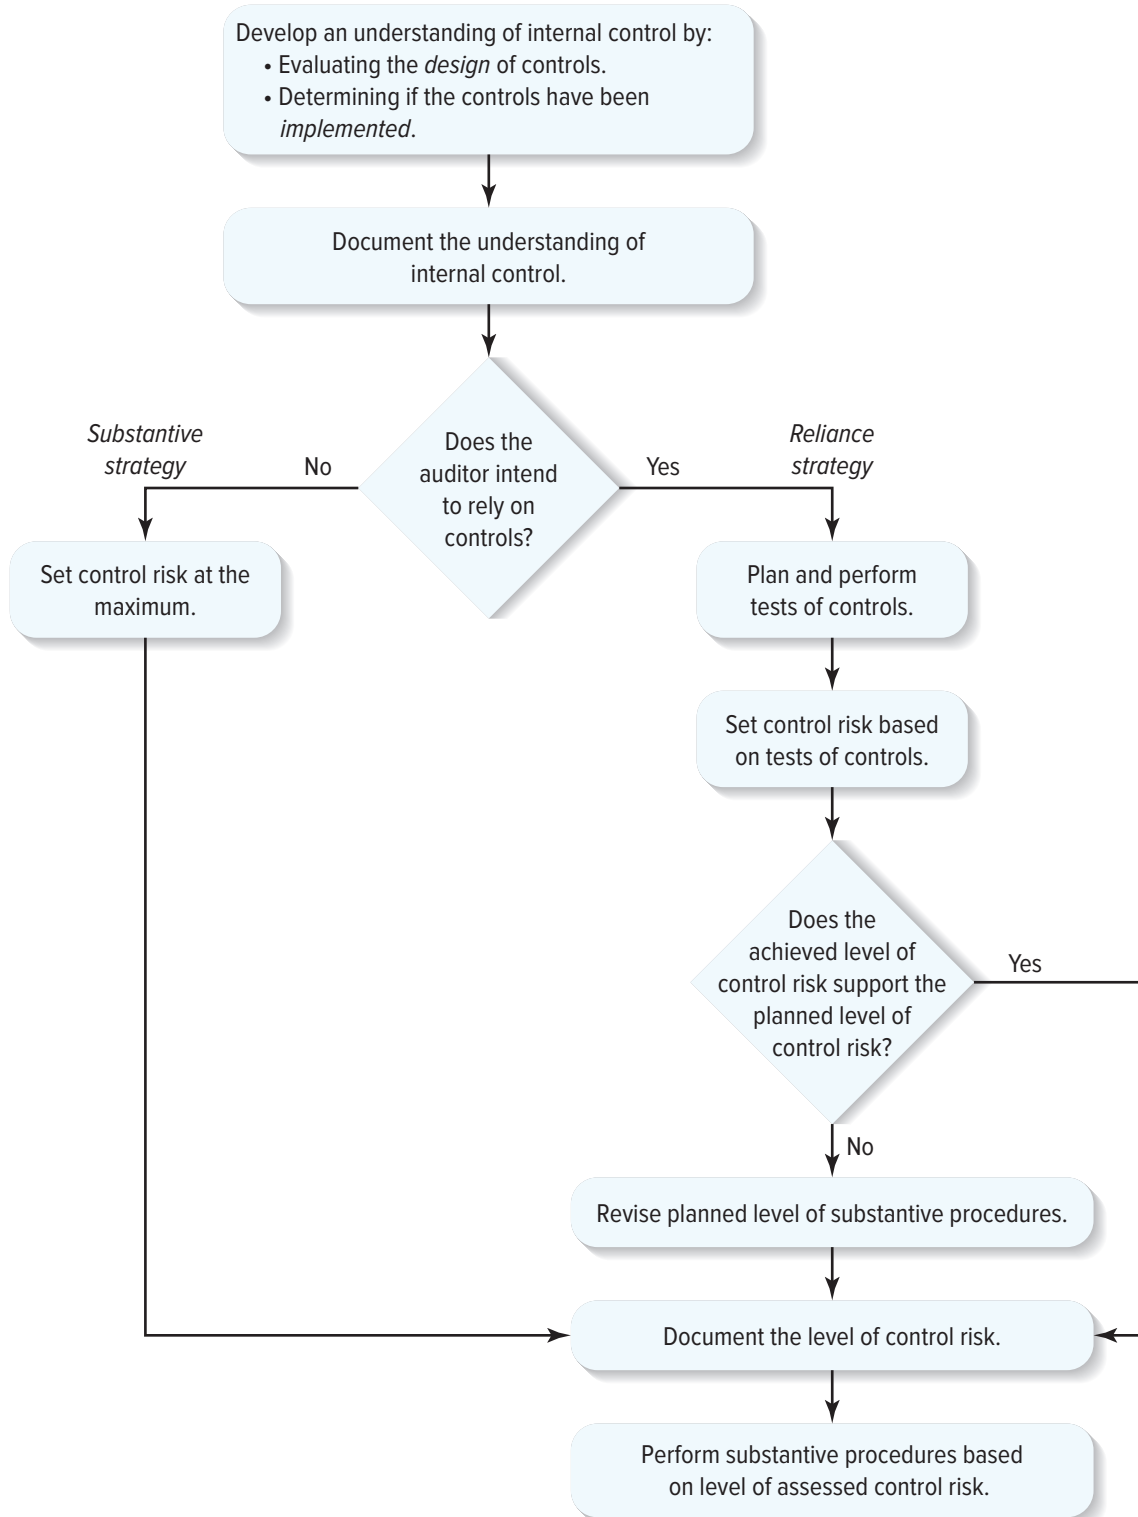 Develop an understanding of internal control by:
• Evaluating the design of controls.
• Determining if the controls have been
implemented.
Document the understanding of
internal control.
Substantive
strategy
No
Does the
auditor intend
to rely on
controls?
Yes
Reliance
strategy
Set control risk at the
maximum.
Plan and perform
tests of controls.
Set control risk based
on tests of controls.
Does the
achieved level of
control risk support the
planned level of
control risk?
Yes
No
Revise planned level of substantive procedures.
Document the level of control risk.
Perform substantive procedures based
on level of assessed control risk.